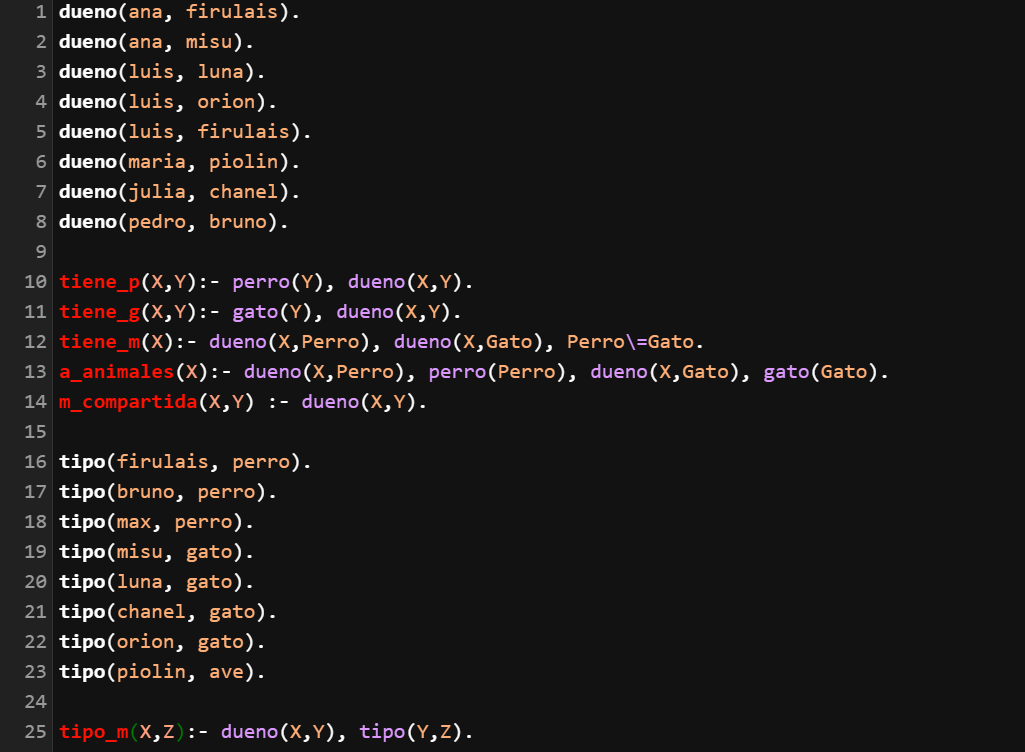 1 dueno(ana, firulais).
2 dueno(ana, misu).
3 dueno(luis, luna).
4 dueno(luis, orion).
5 dueno(luis, firulais).
6 dueno(maria, piolin).
7 dueno(julia, chanel).
8 dueno(pedro, bruno).
9
10 tiene_p(X,Y):- perro(Y), dueno(X,Y).
11 tiene_g(X,Y):- gato(Y), dueno(X,Y).
12 tiene_m(X):- dueno(X,Perro), dueno(X,Gato), Perro\=Gato.
13 a_animales(X):- dueno(X,Perro), perro(Perro), dueno(X,Gato), gato(Gato).
14 m_compartida(X,Y) :- dueno(X,Y).
15
16 tipo(firulais, perro).
17 tipo(bruno, perro).
18 tipo(max, perro).
19 tipo(misu, gato).
20 tipo(luna, gato).
21 tipo(chanel, gato).
22 tipo(orion, gato).
23 tipo(piolin, ave).
24
25 tipo_m(X,Z):- dueno(X,Y), tipo(Y,Z).